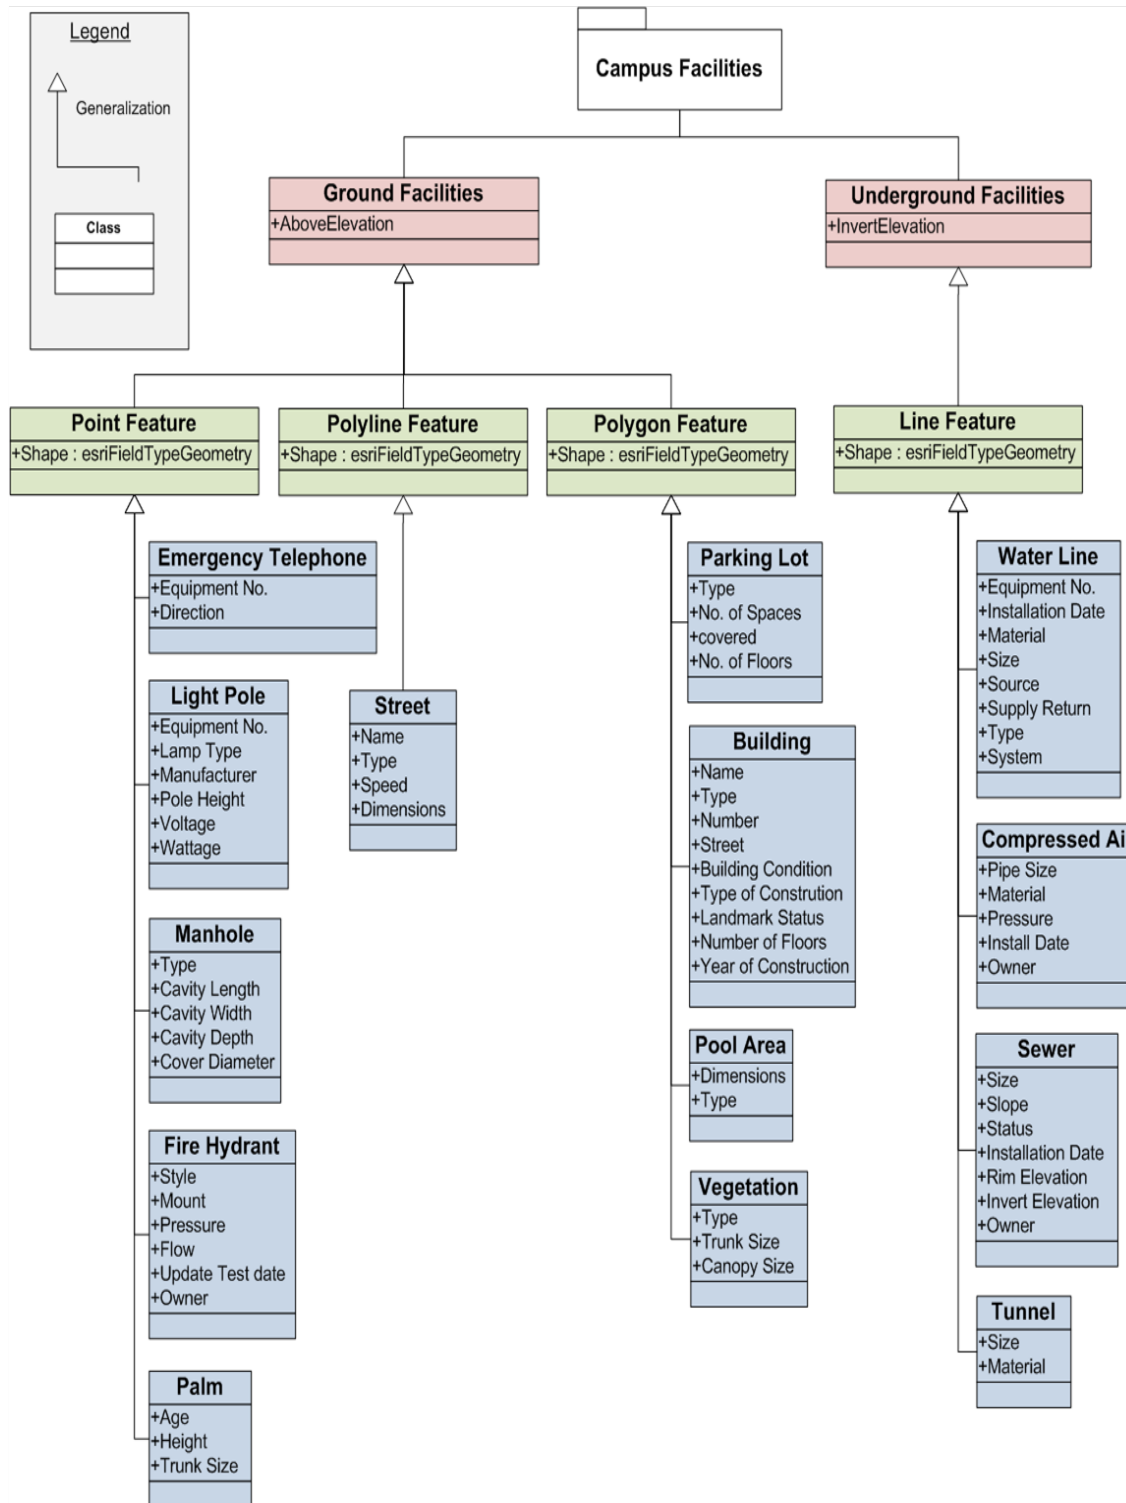 Legend
Generalization
Class
Campus Facilities
Ground Facilities
+AboveElevation
Underground Facilities
+InvertElevation
Point Feature
+Shape : esriFieldTypeGeometry
Polyline Feature
+Shape : esriFieldTypeGeometry
Polygon Feature
+Shape : esriFieldTypeGeometry
Line Feature
+Shape : esriFieldTypeGeometry
Emergency Telephone
+Equipment No.
+Direction
Light Pole
+Equipment No.
+Lamp Type
+Manufacturer
+Pole Height
+Voltage
+Wattage
Manhole
+Type
+Cavity Length
+Cavity Width
+Cavity Depth
+Cover Diameter
Fire Hydrant
+Style
+Mount
+Pressure
+Flow
+Update Test date
+Owner
Palm
+Age
+Height
+Trunk Size
Street
+Name
+Type
+Speed
+Dimensions
Parking Lot
+Type
+No. of Spaces
+covered
+No. of Floors
Building
+Name
+Type
+Number
+Street
+Building Condition
+Type of Constrution
+Landmark Status
+Number of Floors
+Year of Construction
Pool Area
+Dimensions
+Type
Vegetation
+Type
+Trunk Size
+Canopy Size
Water Line
+Equipment No.
+Installation Date
+Material
+Size
+Source
+Supply Return
+Type
+System
Compressed Ai
+Pipe Size
+Material
+Pressure
+Install Date
+Owner
Sewer
+Size
+Slope
+Status
+Installation Date
+Rim Elevation
+Invert Elevation
+Owner
Tunnel
+Size
+Material